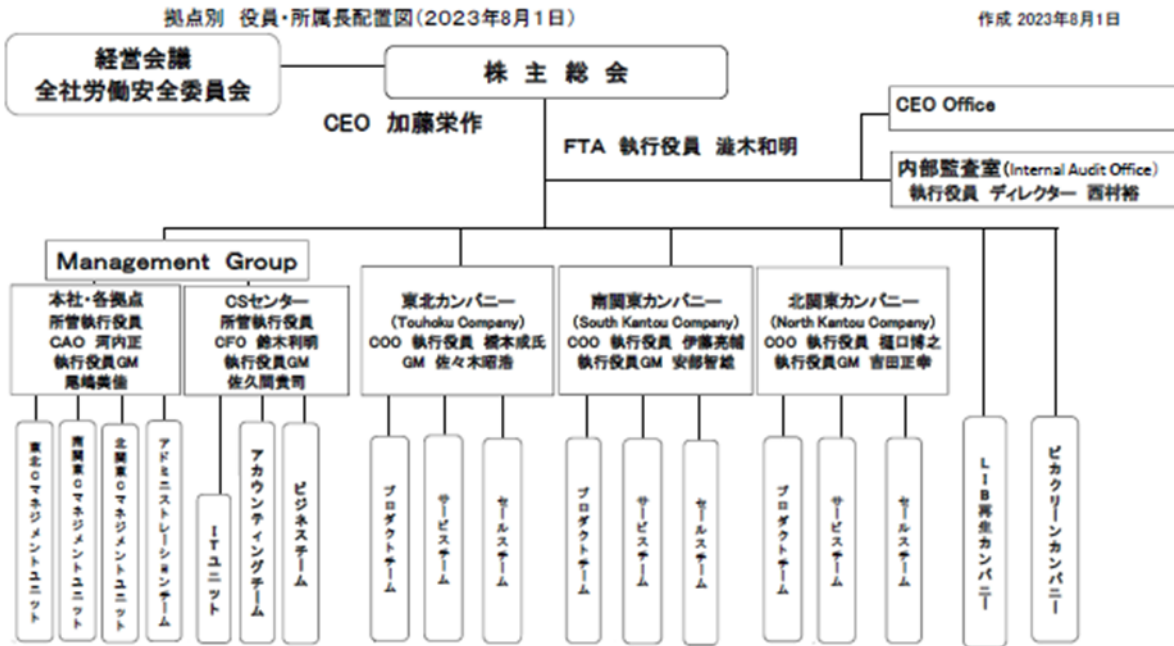 拠点別 役員・所属長配置図(2023年8月1日)
作成 2023年8月1日
経営会議
全社労働安全委員会
株主総会
CEO 加藤栄作
FTA 執行役員 漉木和明
CEO Office
内部監査室(Internal Audit Office)
執行役員 ディレクター 西村裕
Management Group
本社・各拠点
所管執行役員
CAO 河内正
執行役員GM
尾嶋美佳
CSセンター
所管執行役員
CFO 鈴木利明
執行役員GM
佐久間貴司
東北カンパニー
(Touhoku Company)
COO 執行役員 橋本成氏
GM 佐々木昭浩
南関東カンパニー
(South Kantou Company)
COO 執行役員 伊藤亮輔
執行役員GM 安部智雄
北関東カンパニー
(North Kantou Company)
COO 執行役員 樋口博之
執行役員GM 吉田正幸
東北Cマネジメントユニット
南関東Cマネジメントユニット
北関東Cマネジメントユニット
アドミニストレーションチーム
ITユニット
アカウンティングチーム
ビジネスチーム
プロダクトチーム
サービスチーム
セールスチーム
プロダクトチーム
サービスチーム
セールスチーム
プロダクトチーム
サービスチーム
セールスチーム
LIB再生カンパニー
ピカクリーンカンパニー